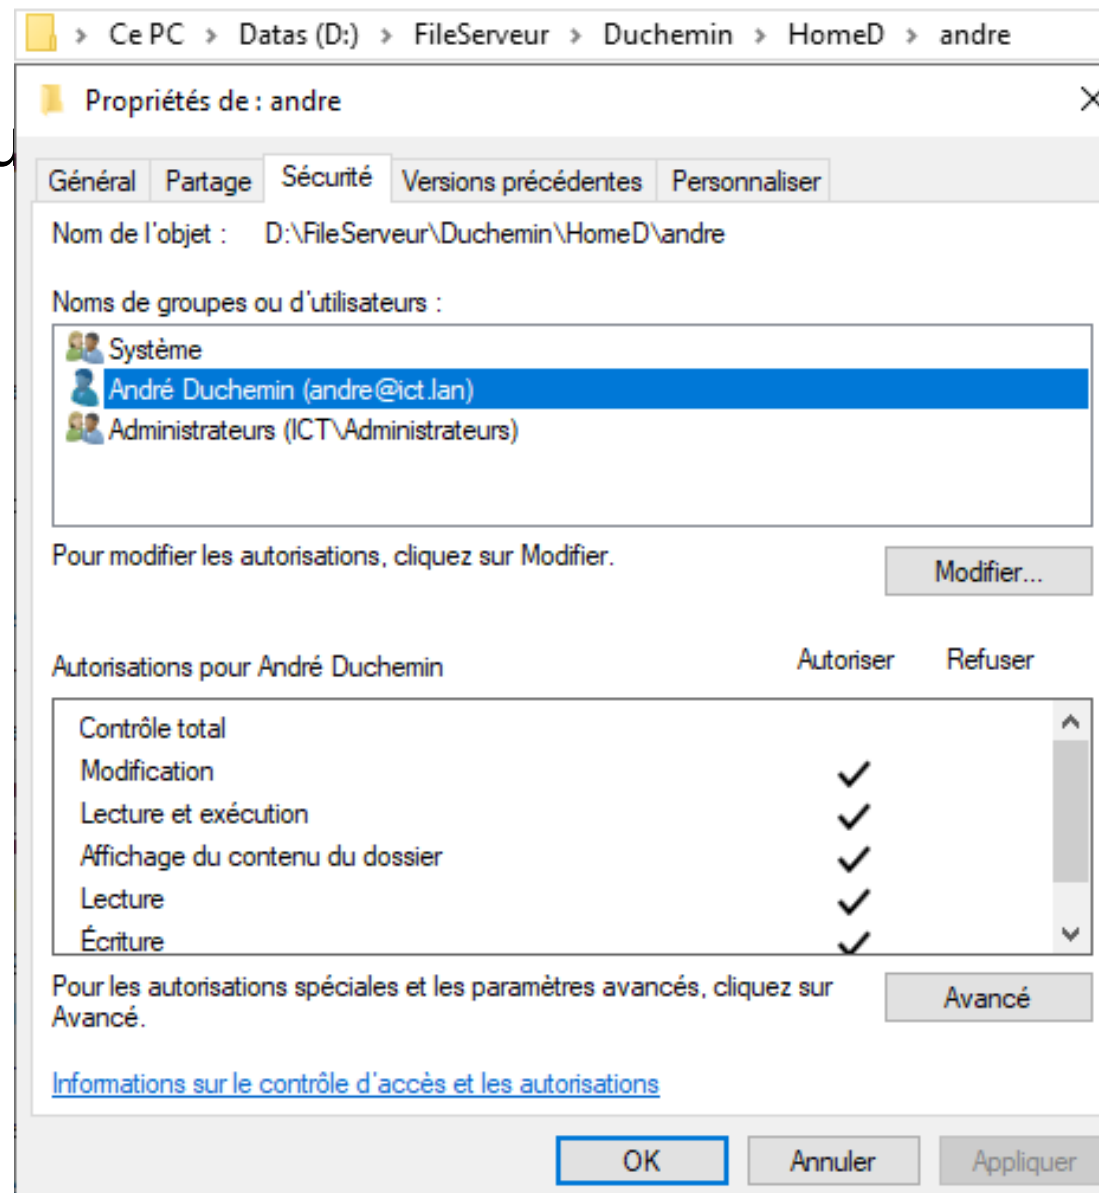 Ce PC > Datas (D:) > FileServeur > Duchemin > HomeD > andre
Propriétés de : andre
Général Partage Sécurité Versions précédentes Personnaliser
Nom de l'objet : D:\FileServeur\Duchemin\HomeD\andre
Noms de groupes ou d'utilisateurs :
Système
André Duchemin (andre@ict.lan)
Administrateurs (ICT\Administrateurs)
Pour modifier les autorisations, cliquez sur Modifier.
Modifier...
Autorisations pour André Duchemin Autoriser Refuser
Contrôle total
Modification
Lecture et exécution
Affichage du contenu du dossier
Lecture
Écriture
Pour les autorisations spéciales et les paramètres avancés, cliquez sur
Avancé.
Avancé
Informations sur le contrôle d'accès et les autorisations
OK Annuler Appliquer